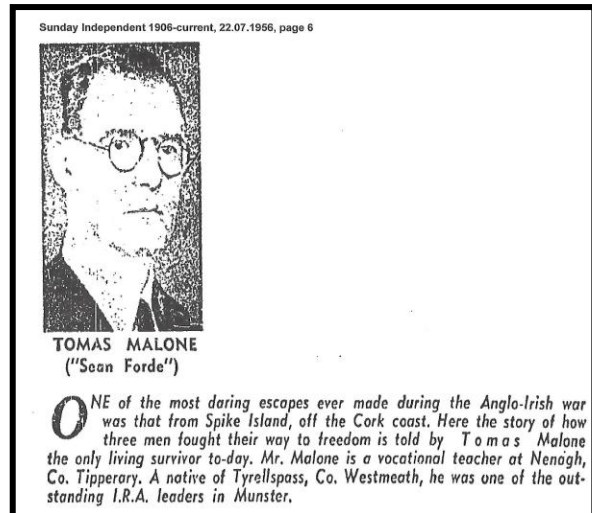 Sunday Independent 1906-current, 22.07.1956, page 6
TOMAS MALONE
("Sean Forde")
ONE of the most daring escapes ever made during the Anglo-Irish war
was that from Spike Island, off the Cork coast. Here the story of how
three men fought their way to freedom is told by Tomas Malone
the only living survivor to-day. Mr. Malone is a vocational teacher at Nenagh,
Co. Tipperary. A native of Tyrellspass, Co. Westmeath, he was one of the out-
standing I.R.A. leaders in Munster.